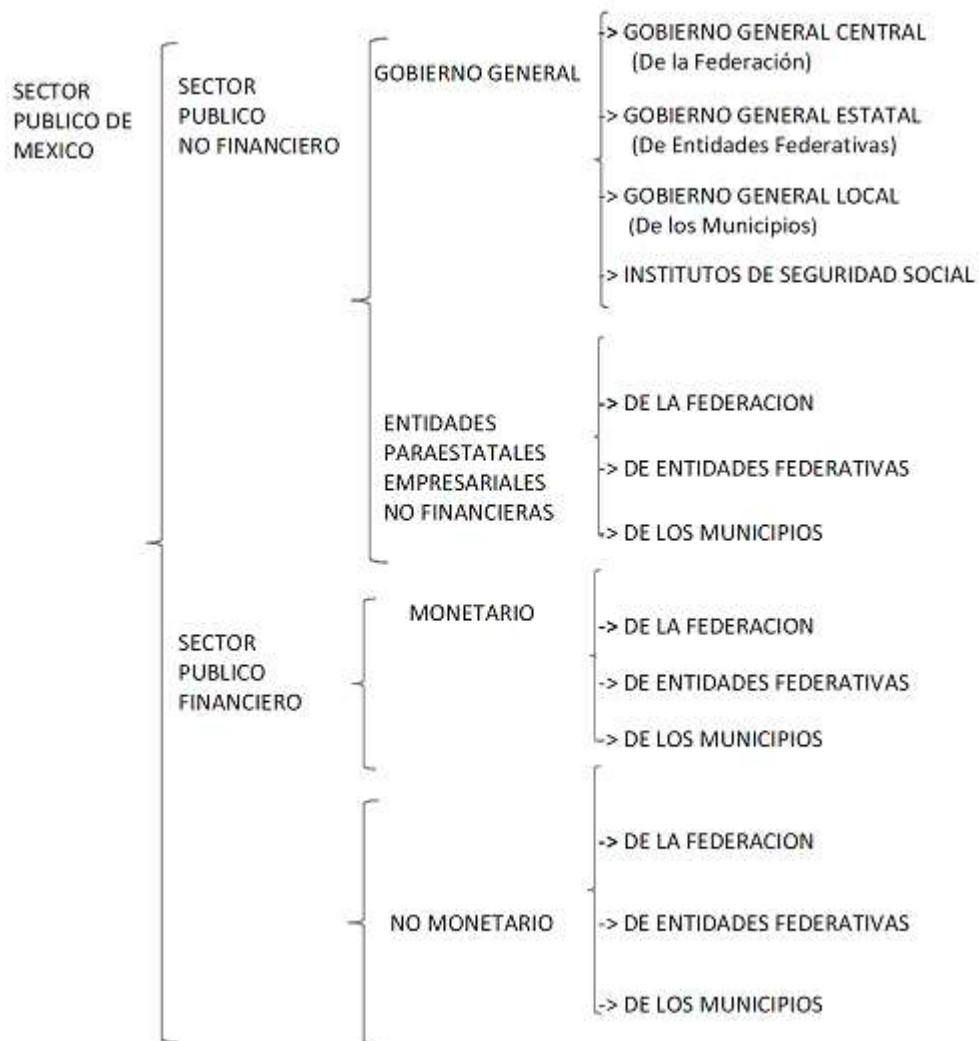 SECTOR
PUBLICO DE
MEXICO
SECTOR
PUBLICO
NO FINANCIERO
GOBIERNO GENERAL
-> GOBIERNO GENERAL CENTRAL
(De la Federación)
-> GOBIERNO GENERAL ESTATAL
(De Entidades Federativas)
-> GOBIERNO GENERAL LOCAL
(De los Municipios)
-> INSTITUTOS DE SEGURIDAD SOCIAL
ENTIDADES
PARAESTATALES
EMPRESARIALES
NO FINANCIERAS
-> DE LA FEDERACION
-> DE ENTIDADES FEDERATIVAS
-> DE LOS MUNICIPIOS
SECTOR
PUBLICO
FINANCIERO
MONETARIO
-> DE LA FEDERACION
-> DE ENTIDADES FEDERATIVAS
-> DE LOS MUNICIPIOS
NO MONETARIO
-> DE LA FEDERACION
-> DE ENTIDADES FEDERATIVAS
-> DE LOS MUNICIPIOS